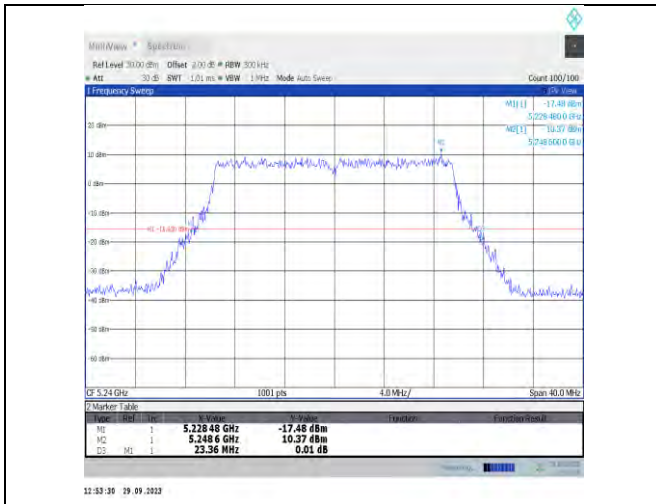 MultiView Spectrum
Ref Level 30.00 dBm Offset 2.00 dB RBW 300 kHz
Att 30 dB SWT 1.01 ms VBW 1 MHz Mode Auto Sweep Count 100/100
1 Frequency Sweep
M1[1] -17.48 dBm
5.228 480 0 GHz
M2[1] 10.37 dBm
5.248 600 0 GHz
20 dBm
M2
10 dBm
0 dBm
-10 dBm
-20 dBm
-30 dBm
-40 dBm
-50 dBm
-60 dBm
CF 5.24 GHz 1001 pts 4.0 MHz/ Span 40.0 MHz
2 Marker Table
Type Ref Trc X-Value Y-Value Function Function Result
M1 1 5.228 48 GHz -17.48 dBm
M2 1 5.248 6 GHz 10.37 dBm
D3 M1 1 23.36 MHz 0.01 dB
12:53:30 29.09.2023